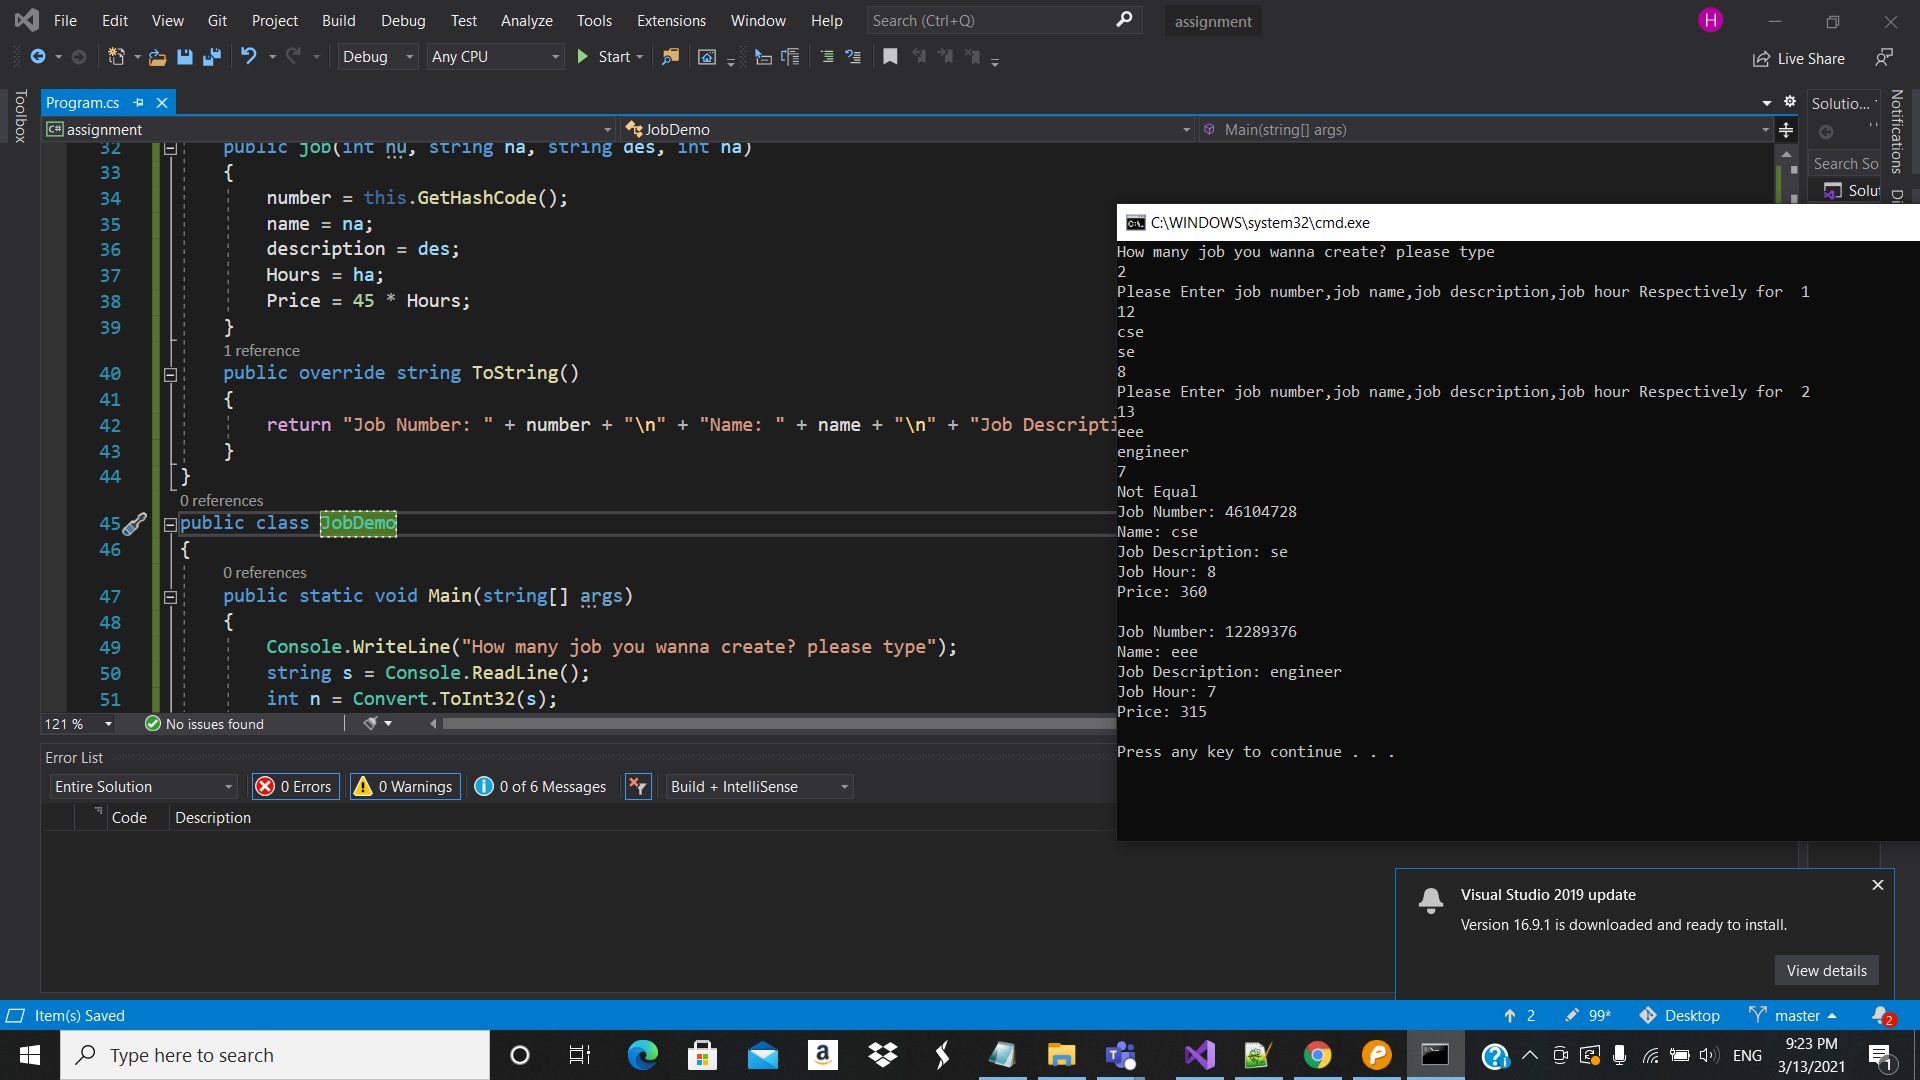 File Edit View Git Project Build Debug Test Analyze Tools Extensions Window Help Search (Ctrl+Q) assignment H
Debug Any CPU Start Live Share
Toolbox
Program.cs
Solutio...
Notifications
C# assignment JobDemo Main(string[] args)
Search So
Solut
Di
32 public job(int nu, string na, string des, int ha)
33 {
34 number = this.GetHashCode();
35 name = na;
36 description = des;
37 Hours = ha;
38 Price = 45 * Hours;
39 }
1 reference
40 public override string ToString()
41 {
42 return "Job Number: " + number + "\n" + "Name: " + name + "\n" + "Job Descripti
43 }
44 }
0 references
45 public class JobDemo
46 {
0 references
47 public static void Main(string[] args)
48 {
49 Console.WriteLine("How many job you wanna create? please type");
50 string s = Console.ReadLine();
51 int n = Convert.ToInt32(s);
121 % No issues found
C:\WINDOWS\system32\cmd.exe
How many job you wanna create? please type
2
Please Enter job number,job name,job description,job hour Respectively for 1
12
cse
se
8
Please Enter job number,job name,job description,job hour Respectively for 2
13
eee
engineer
7
Not Equal
Job Number: 46104728
Name: cse
Job Description: se
Job Hour: 8
Price: 360
Job Number: 12289376
Name: eee
Job Description: engineer
Job Hour: 7
Price: 315
Press any key to continue . . .
Error List
Entire Solution 0 Errors 0 Warnings 0 of 6 Messages Build + IntelliSense
Code Description
Visual Studio 2019 update
Version 16.9.1 is downloaded and ready to install.
View details
Item(s) Saved 2 99* Desktop master 2
Type here to search
ENG
9:23 PM
3/13/2021
1